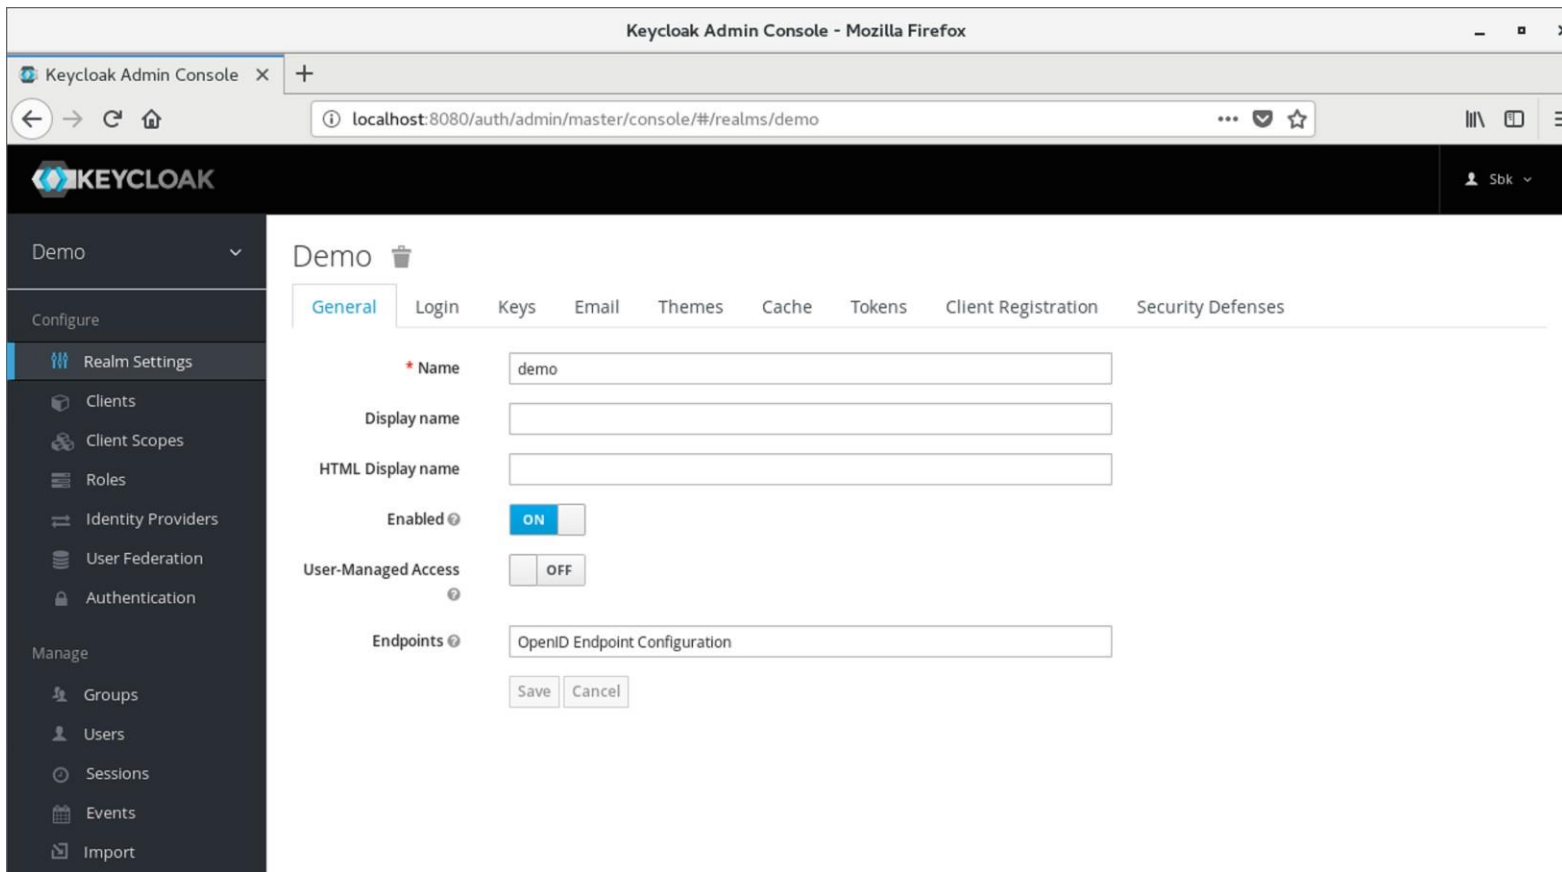 Keycloak Admin Console - Mozilla Firefox
Keycloak Admin Console
localhost:8080/auth/admin/master/console/#/realms/demo
KEYCLOAK
Sbk
Demo
Configure
Realm Settings
Clients
Client Scopes
Roles
Identity Providers
User Federation
Authentication
Manage
Groups
Users
Sessions
Events
Import
Demo
General Login Keys Email Themes Cache Tokens Client Registration Security Defenses
* Name demo
Display name
HTML Display name
Enabled ON
User-Managed Access OFF
Endpoints OpenID Endpoint Configuration
Save Cancel